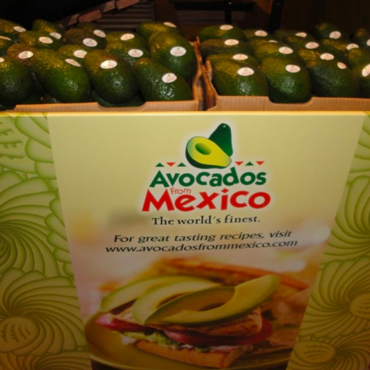 Avocados
From
Mexico
The world's finest.
For great tasting recipes, visit
www.avocadosfrommexico.com